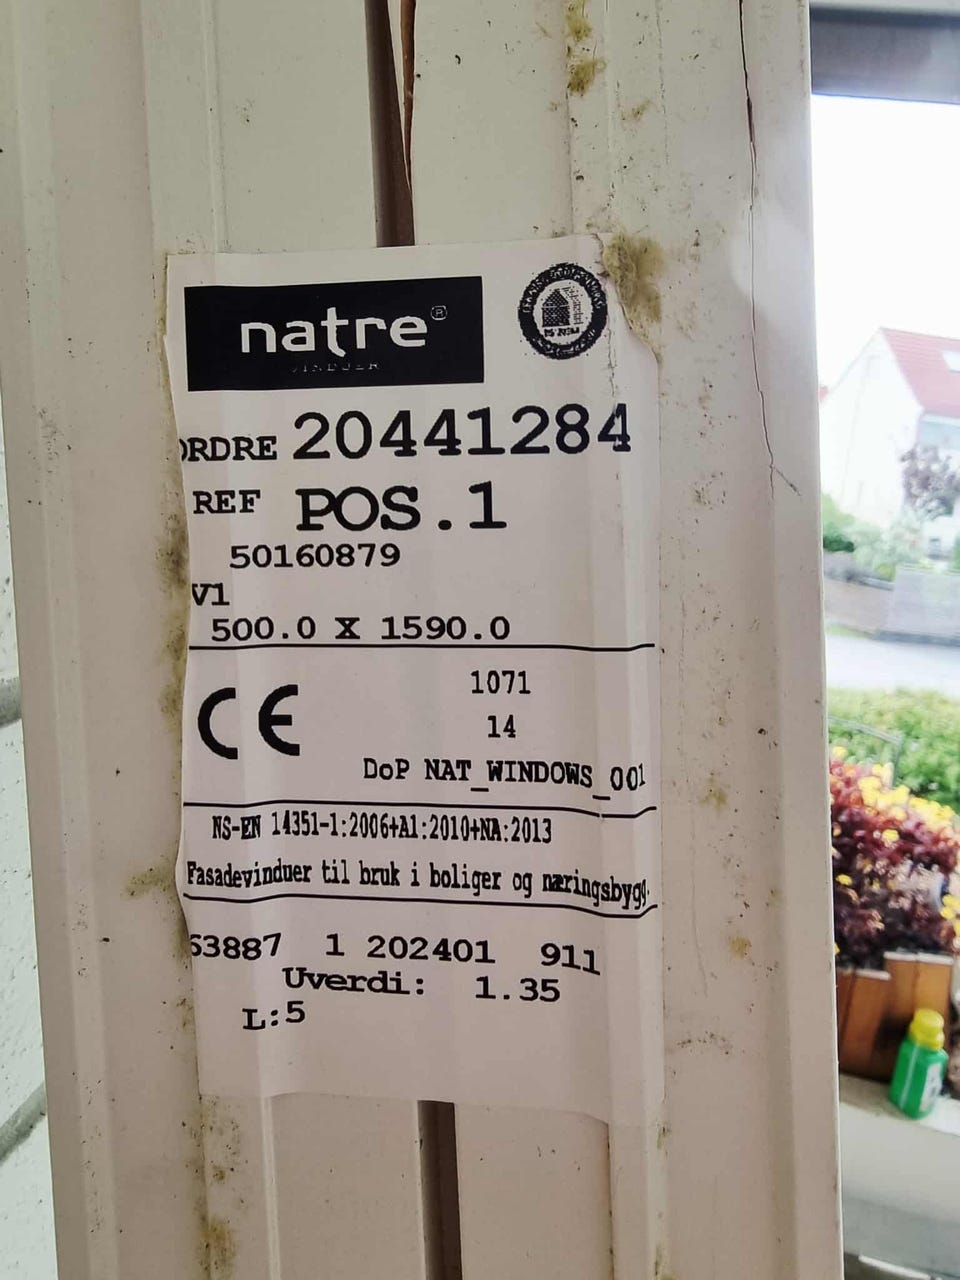 natre®
VINDUER
ORDRE 20441284
REF POS.1
50160879
V1
500.0 X 1590.0
CE
1071
14
DoP NAT_WINDOWS_001
NS-EN 14351-1:2006+A1:2010+NA:2013
Fasadevinduer til bruk i boliger og næringsbygg.
53887 1 202401 911
Uverdi: 1.35
L:5